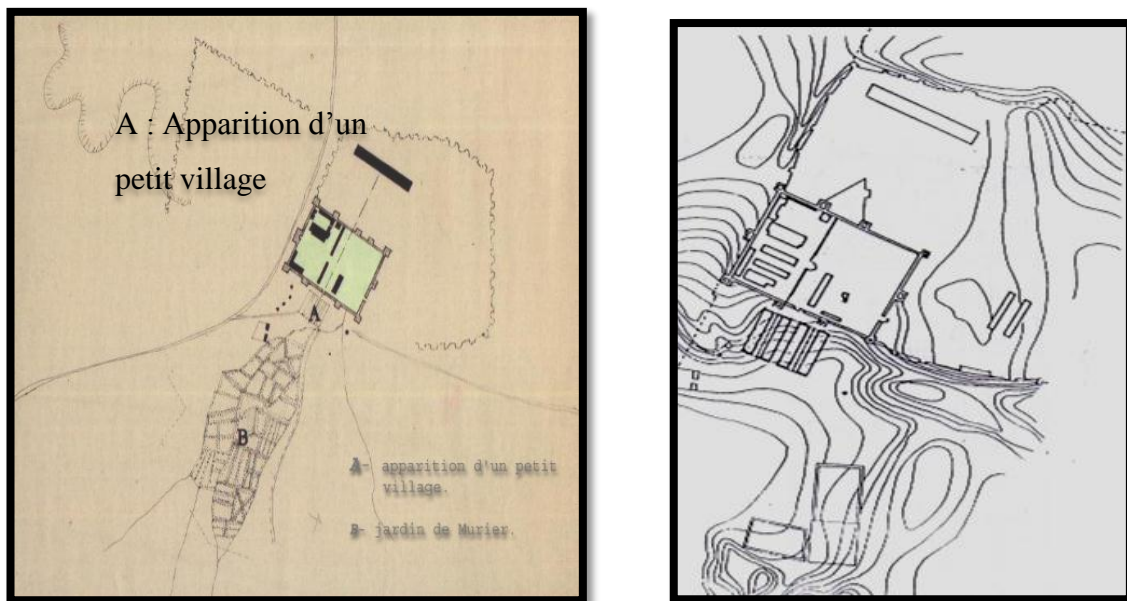 A : Apparition d'un
petit village
A
B
A- apparition d'un petit
village.
B- jardin de Murier.